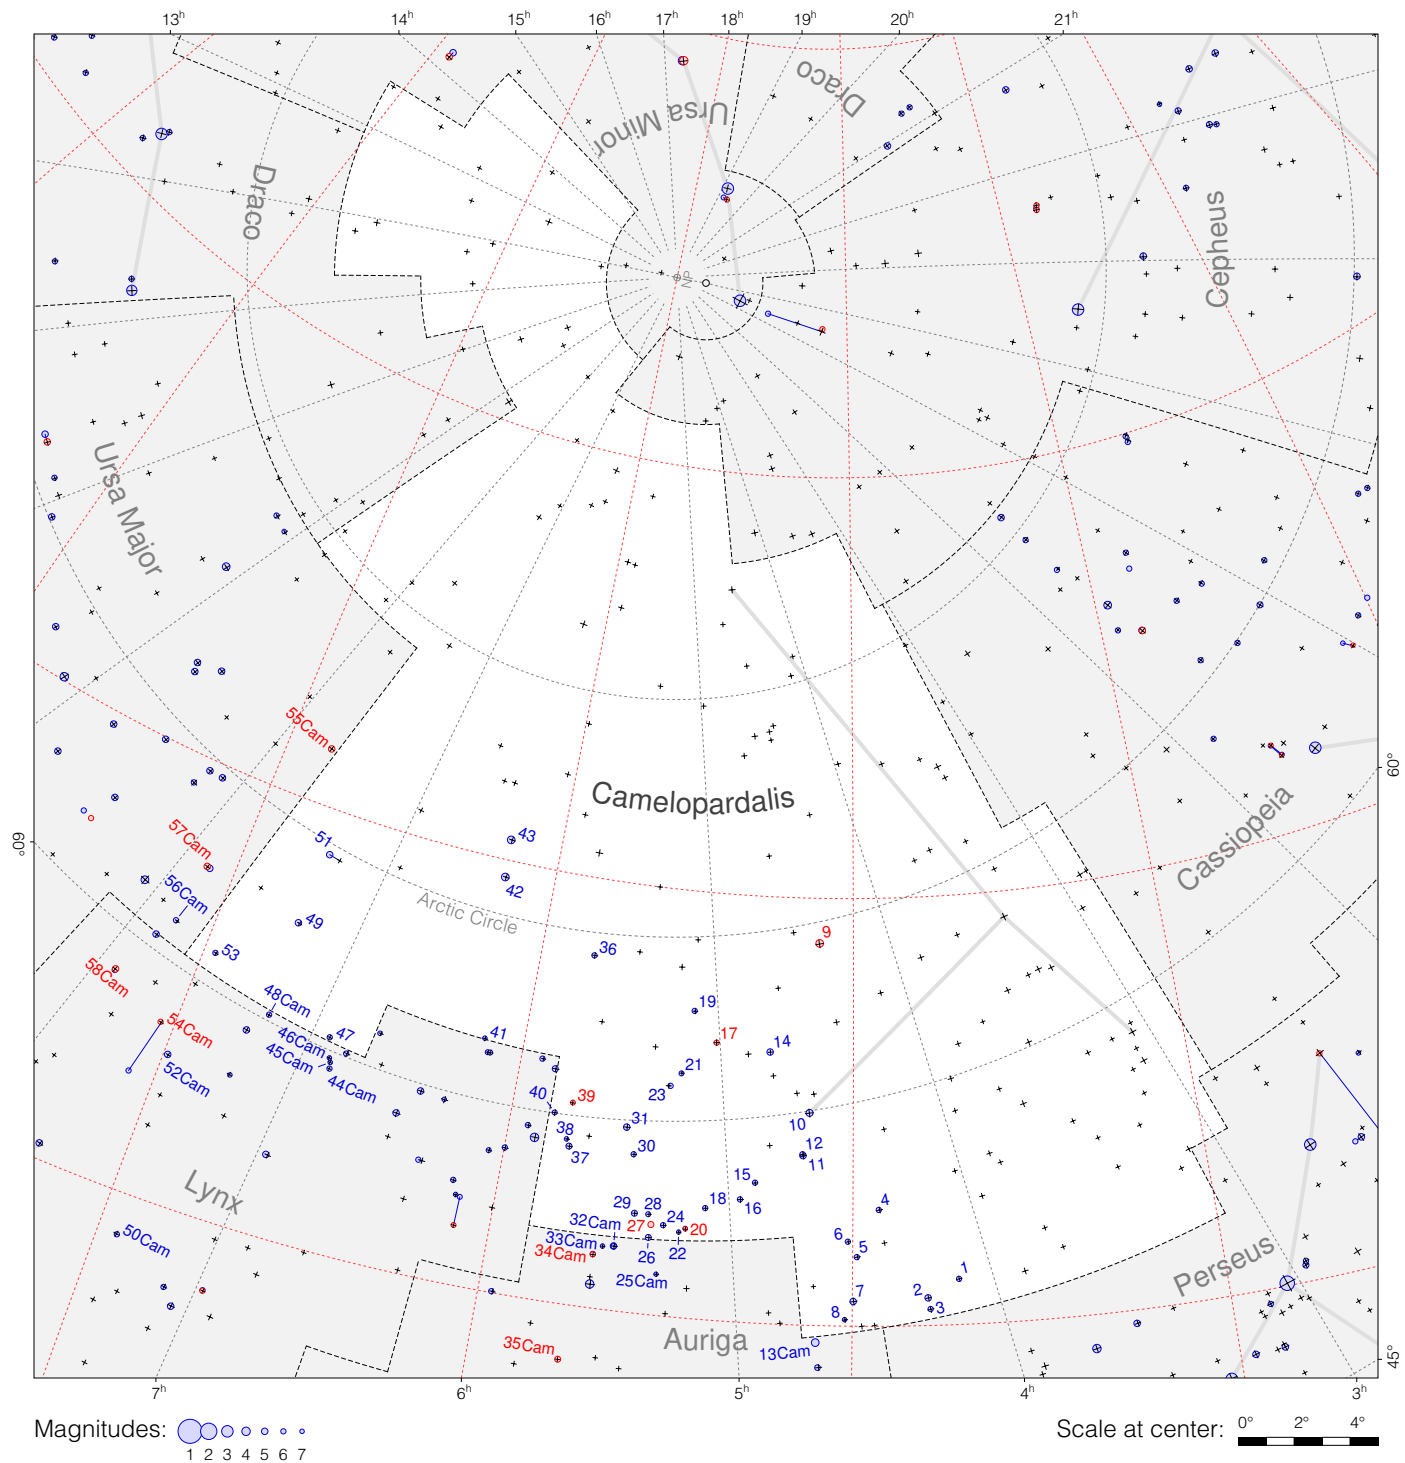 13h 14h 15h 16h 17h 18h 19h 20h 21h
Draco
Ursa Minor
Draco
NP
Cepheus
Ursa Major
55Cam
60°
Camelopardalis
57Cam
51
43
60°
Cassiopeia
56Cam
42
Arctic Circle
49
9
53
36
58Cam
48Cam
19
54Cam
46Cam
47
41
17
14
45Cam
21
52Cam
44Cam
23
40
39
10
38
31
12
37
30
11
Lynx
15
16
4
29
28
18
32Cam
27
24
20
50Cam
33Cam
6
34Cam
26
22
5
Perseus
25Cam
1
7
2
3
8
Auriga
35Cam
13Cam
45°
7h 6h 5h 4h 3h
Magnitudes:
1 2 3 4 5 6 7
Scale at center: 0° 2° 4°